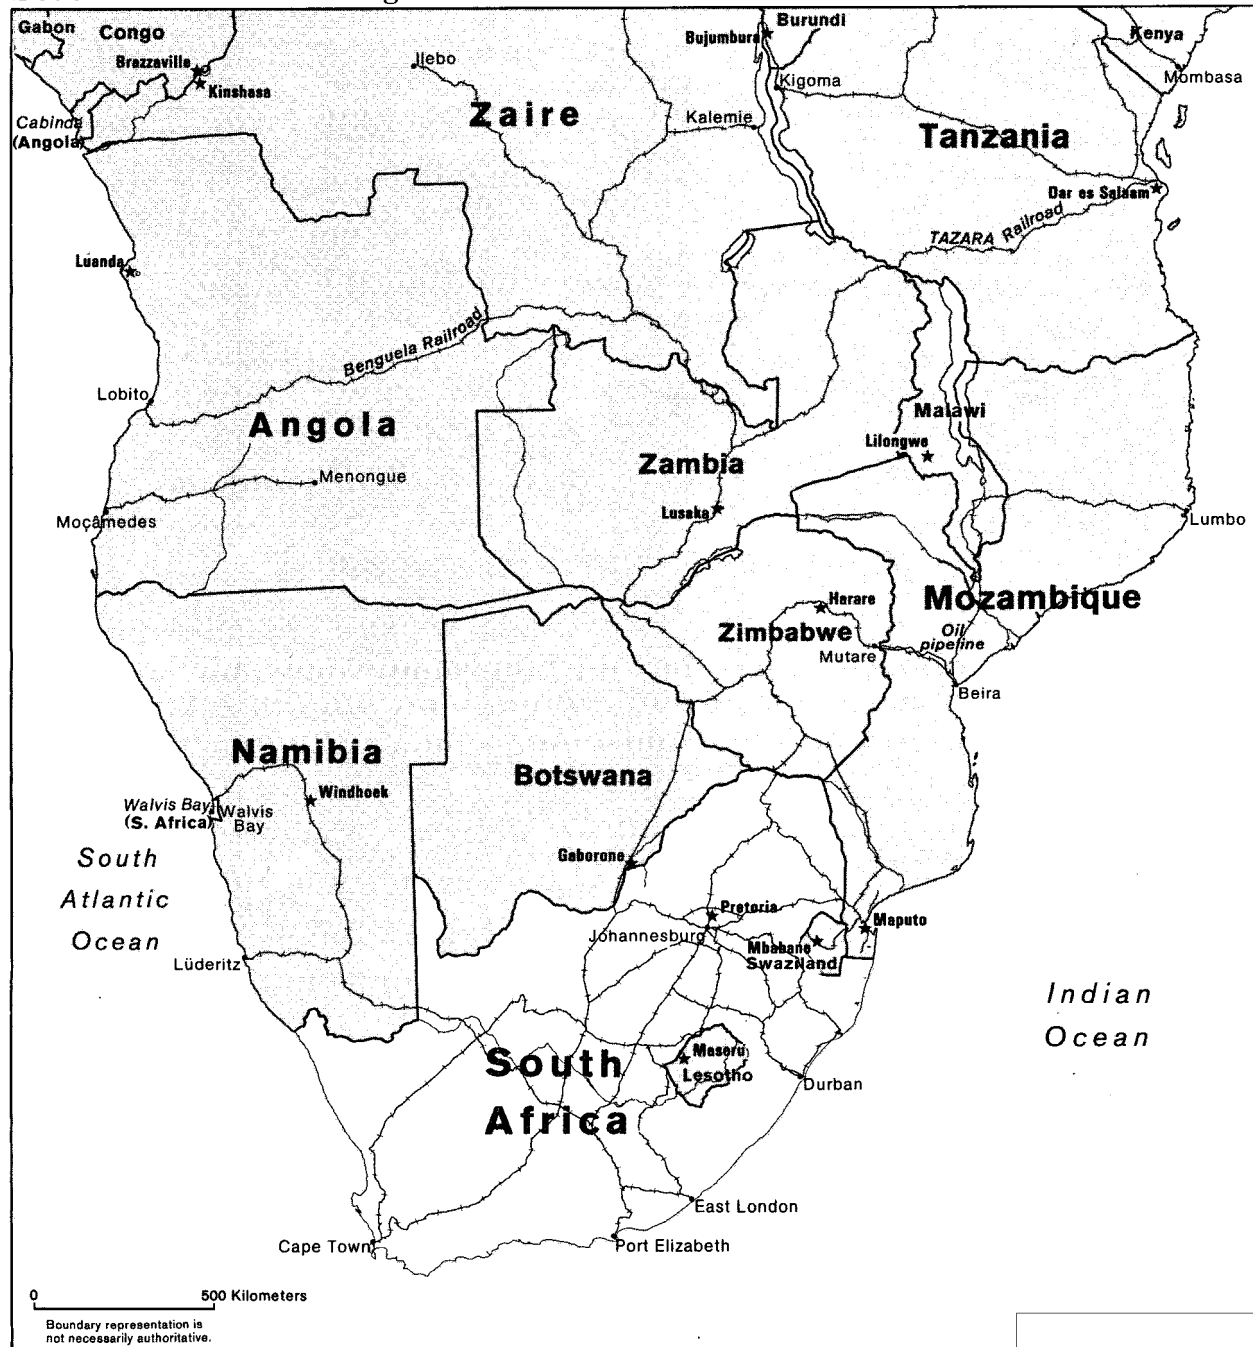 Gabon
Congo
Burundi
Bujumbura
Kenya
Brazzaville
Ilebo
Kigoma
Mombasa
Kinshasa
Zaire
Kalemie
Cabinda
(Angola)
Tanzania
Dar es Salaam
TAZARA Railroad
Luanda
Benguela Railroad
Lobito
Angola
Malawi
Lilongwe
Zambia
Menongue
Lusaka
Moçâmedes
Lumbo
Harare
Mozambique
Zimbabwe
Oil
pipeline
Mutare
Beira
Namibia
Botswana
Windhoek
Walvis Bay
(S. Africa)
Walvis
Bay
South
Atlantic
Ocean
Gaborone
Pretoria
Maputo
Johannesburg
Mbabane
Swaziland
Lüderitz
Indian
Ocean
Maseru
Lesotho
South
Africa
Durban
East London
Cape Town
Port Elizabeth
0 500 Kilometers
Boundary representation is
not necessarily authoritative.